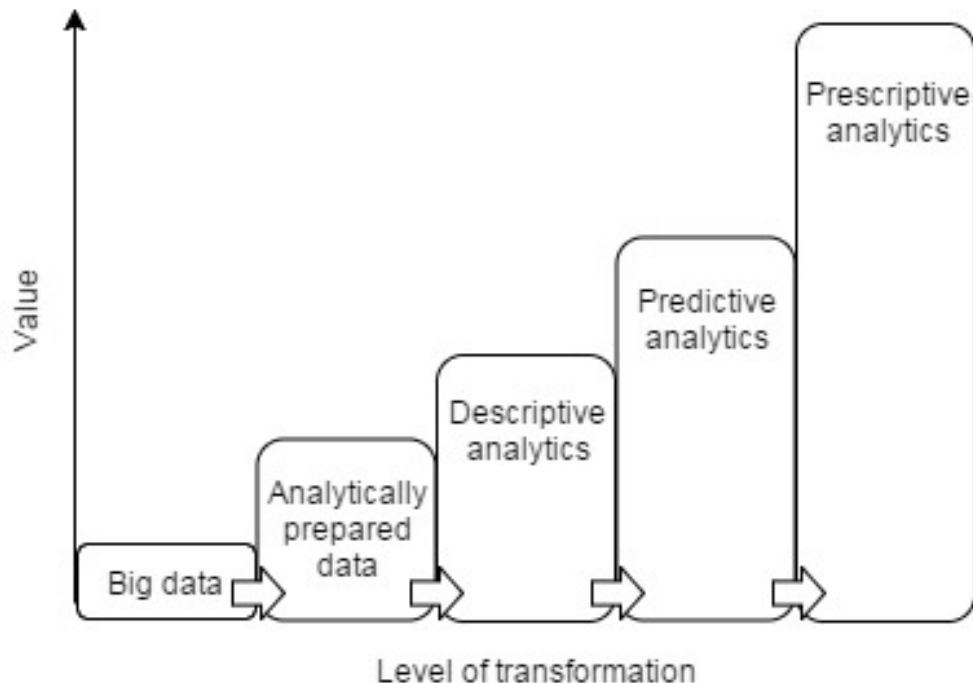 Prescriptive
analytics
Predictive
analytics
Value
Descriptive
analytics
Analytically
prepared
data
Big data
Level of transformation